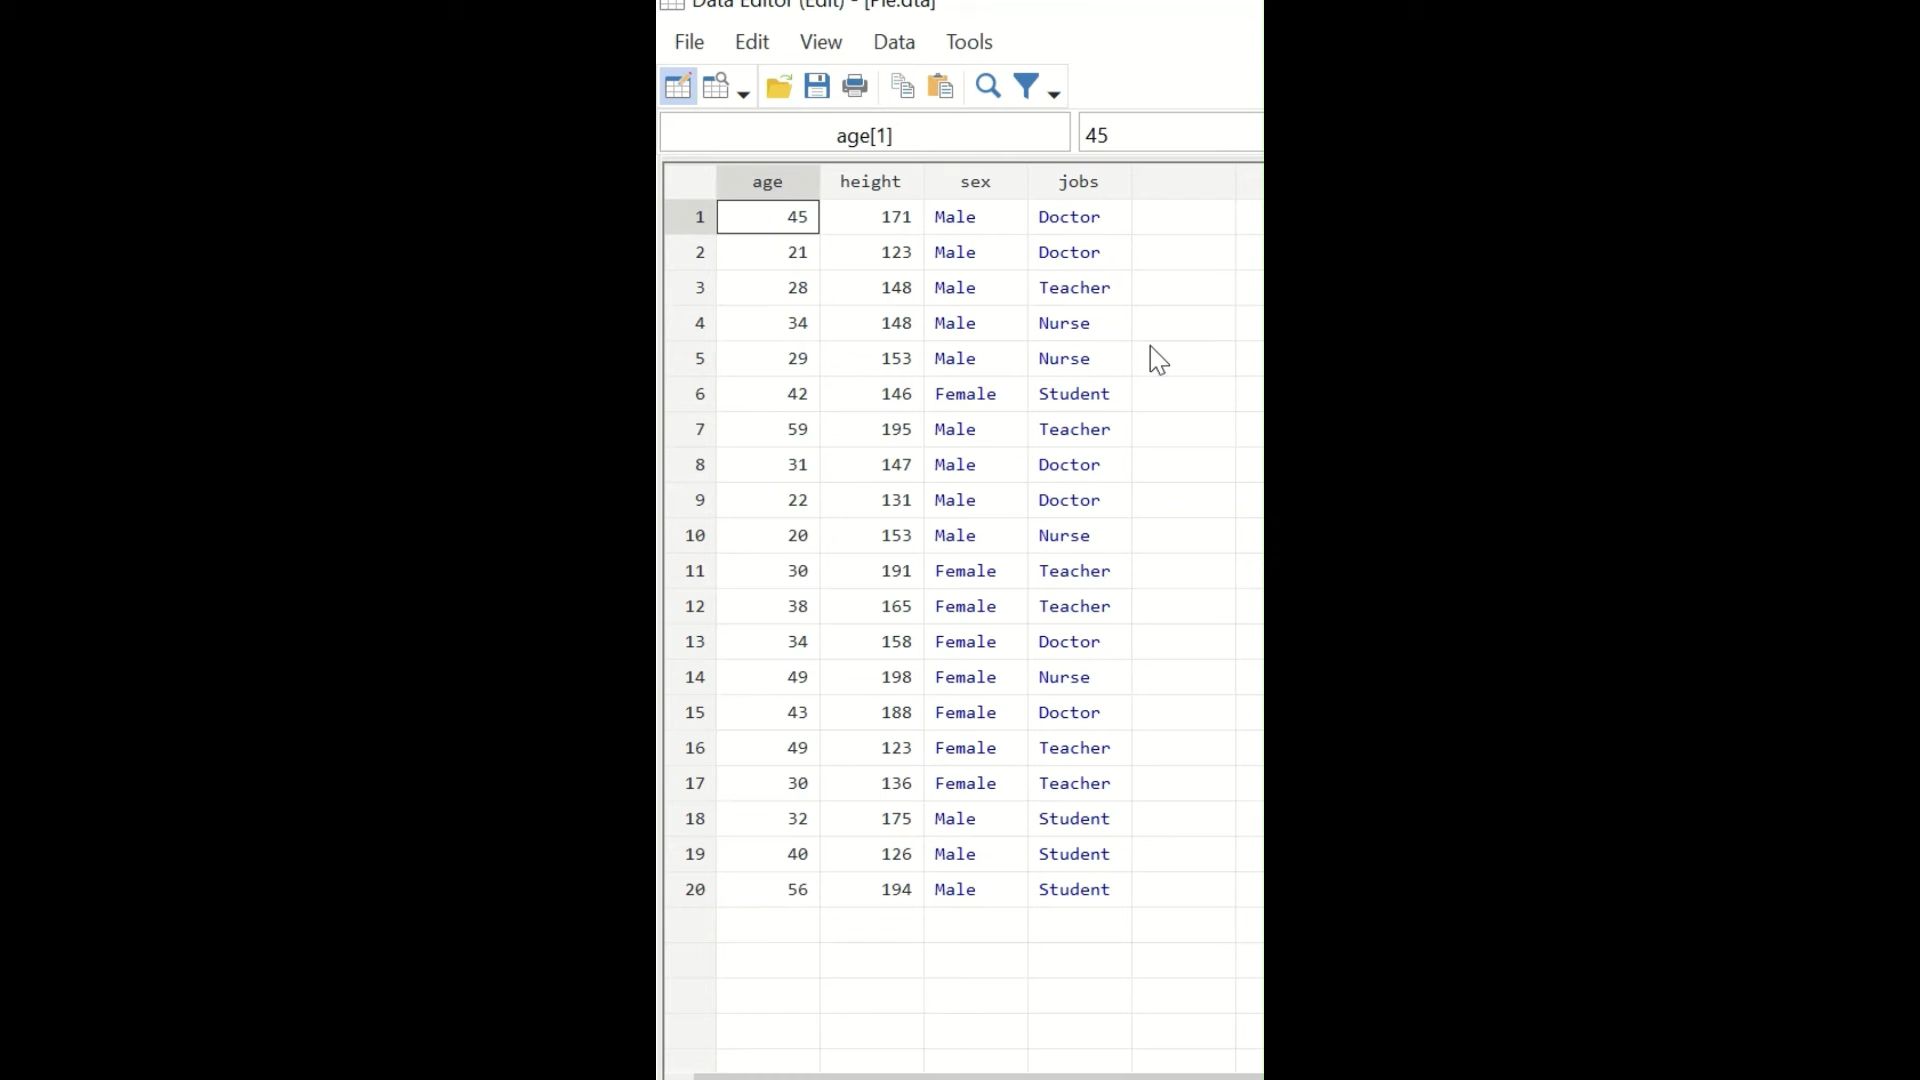 Data Editor (Edit) - [Pie.dta]
File Edit View Data Tools
age[1] 45
age height sex jobs
1 45 171 Male Doctor
2 21 123 Male Doctor
3 28 148 Male Teacher
4 34 148 Male Nurse
5 29 153 Male Nurse
6 42 146 Female Student
7 59 195 Male Teacher
8 31 147 Male Doctor
9 22 131 Male Doctor
10 20 153 Male Nurse
11 30 191 Female Teacher
12 38 165 Female Teacher
13 34 158 Female Doctor
14 49 198 Female Nurse
15 43 188 Female Doctor
16 49 123 Female Teacher
17 30 136 Female Teacher
18 32 175 Male Student
19 40 126 Male Student
20 56 194 Male Student